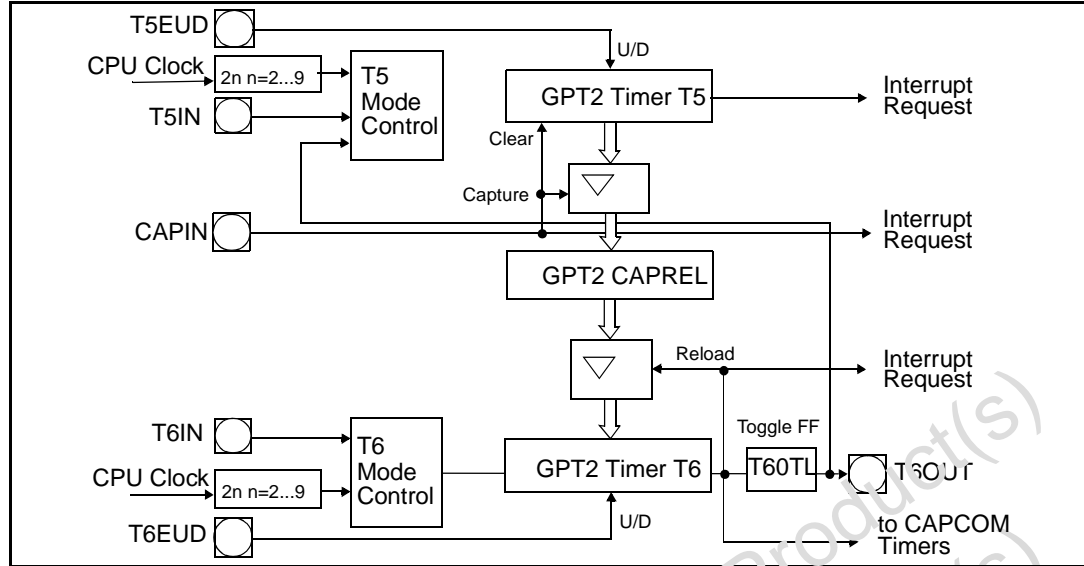 T5EUD
U/D
CPU Clock
2n n=2...9
T5
Mode
Control
GPT2 Timer T5
Interrupt
Request
T5IN
Clear
Capture
CAPIN
Interrupt
Request
GPT2 CAPREL
Reload
Interrupt
Request
T6IN
T6
Mode
Control
Toggle FF
GPT2 Timer T6
T60TL
T6OUT
CPU Clock
2n n=2...9
U/D
T6EUD
to CAPCOM
Timers
Product(s)